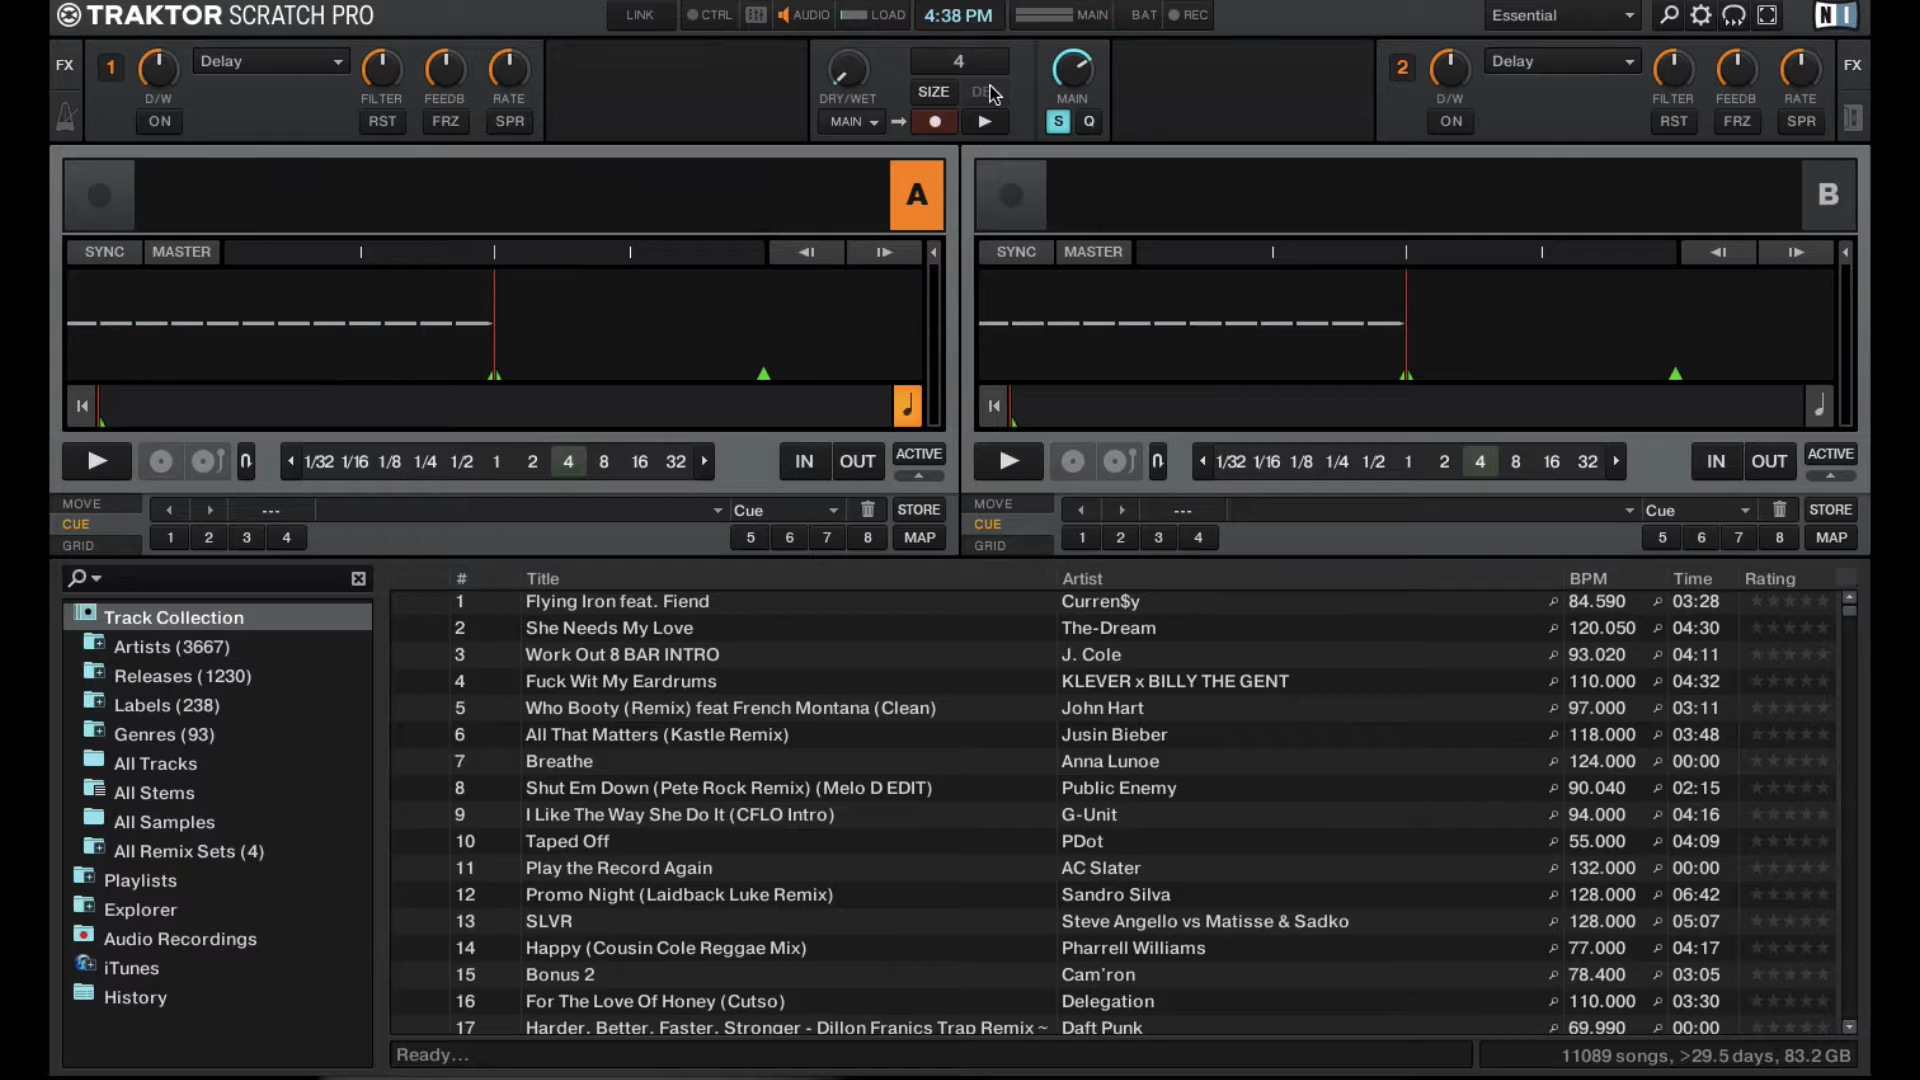 TRAKTOR SCRATCH PRO LINK CTRL AUDIO LOAD 4:38 PM MAIN BAT REC Essential NI
FX 1 Delay 4 2 Delay FX
D/W FILTER FEEDB RATE DRY/WET SIZE MAIN D/W FILTER FEEDB RATE
ON RST FRZ SPR MAIN S Q ON RST FRZ SPR
A B
SYNC MASTER SYNC MASTER
1/32 1/16 1/8 1/4 1/2 1 2 4 8 16 32 IN OUT ACTIVE 1/32 1/16 1/8 1/4 1/2 1 2 4 8 16 32 IN OUT ACTIVE
MOVE --- Cue STORE MOVE --- Cue STORE
CUE CUE
GRID 1 2 3 4 5 6 7 8 MAP GRID 1 2 3 4 5 6 7 8 MAP
Track Collection
Artists (3667)
Releases (1230)
Labels (238)
Genres (93)
All Tracks
All Stems
All Samples
All Remix Sets (4)
Playlists
Explorer
Audio Recordings
iTunes
History
# Title Artist BPM Time Rating
1 Flying Iron feat. Fiend Curren$y 84.590 03:28
2 She Needs My Love The-Dream 120.050 04:30
3 Work Out 8 BAR INTRO J. Cole 93.020 04:11
4 Fuck Wit My Eardrums KLEVER x BILLY THE GENT 110.000 04:32
5 Who Booty (Remix) feat French Montana (Clean) John Hart 97.000 03:11
6 All That Matters (Kastle Remix) Jusin Bieber 118.000 03:48
7 Breathe Anna Lunoe 124.000 00:00
8 Shut Em Down (Pete Rock Remix) (Melo D EDIT) Public Enemy 90.040 02:15
9 I Like The Way She Do It (CFLO Intro) G-Unit 94.000 04:16
10 Taped Off PDot 55.000 04:09
11 Play the Record Again AC Slater 132.000 00:00
12 Promo Night (Laidback Luke Remix) Sandro Silva 128.000 06:42
13 SLVR Steve Angello vs Matisse & Sadko 128.000 05:07
14 Happy (Cousin Cole Reggae Mix) Pharrell Williams 77.000 04:17
15 Bonus 2 Cam'ron 78.400 03:05
16 For The Love Of Honey (Cutso) Delegation 110.000 03:30
17 Harder, Better, Faster, Stronger - Dillon Franics Trap Remix ~ Daft Punk 69.990 00:00
Ready... 11089 songs, >29.5 days, 83.2 GB